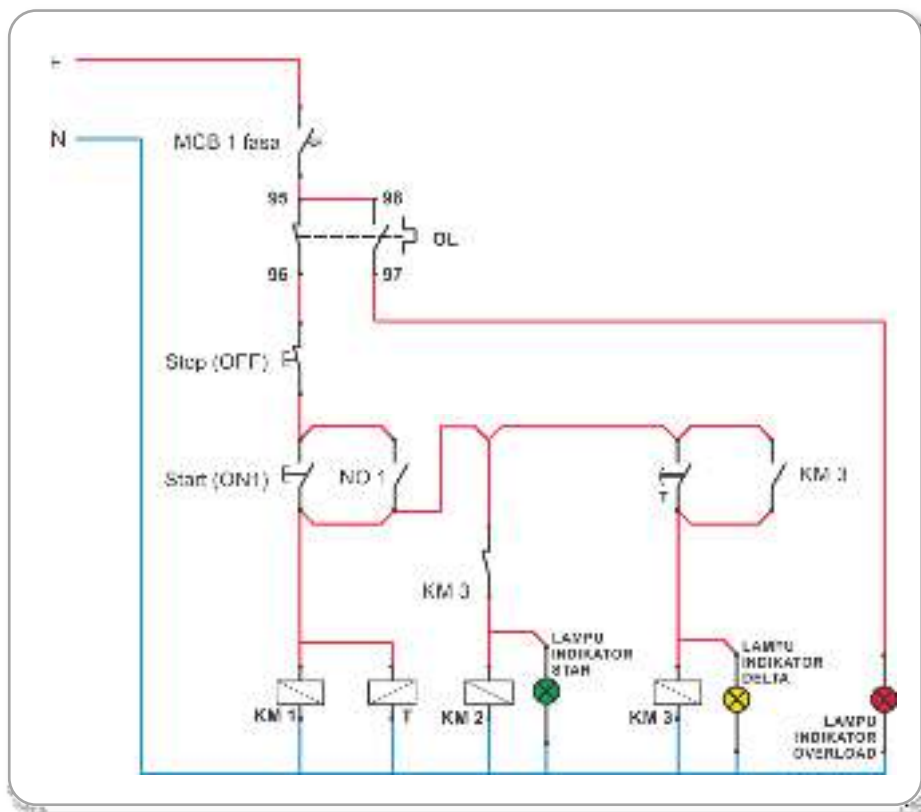 N
MCB 1 fasa
95
98
OL
96
97
Stop (OFF)
Start (ON1)
NO 1
T
KM 3
KM 3
LAMPU
INDIKATOR
STAR
LAMPU
INDIKATOR
DELTA
KM 1
T
KM 2
KM 3
LAMPU
INDIKATOR
OVERLOAD